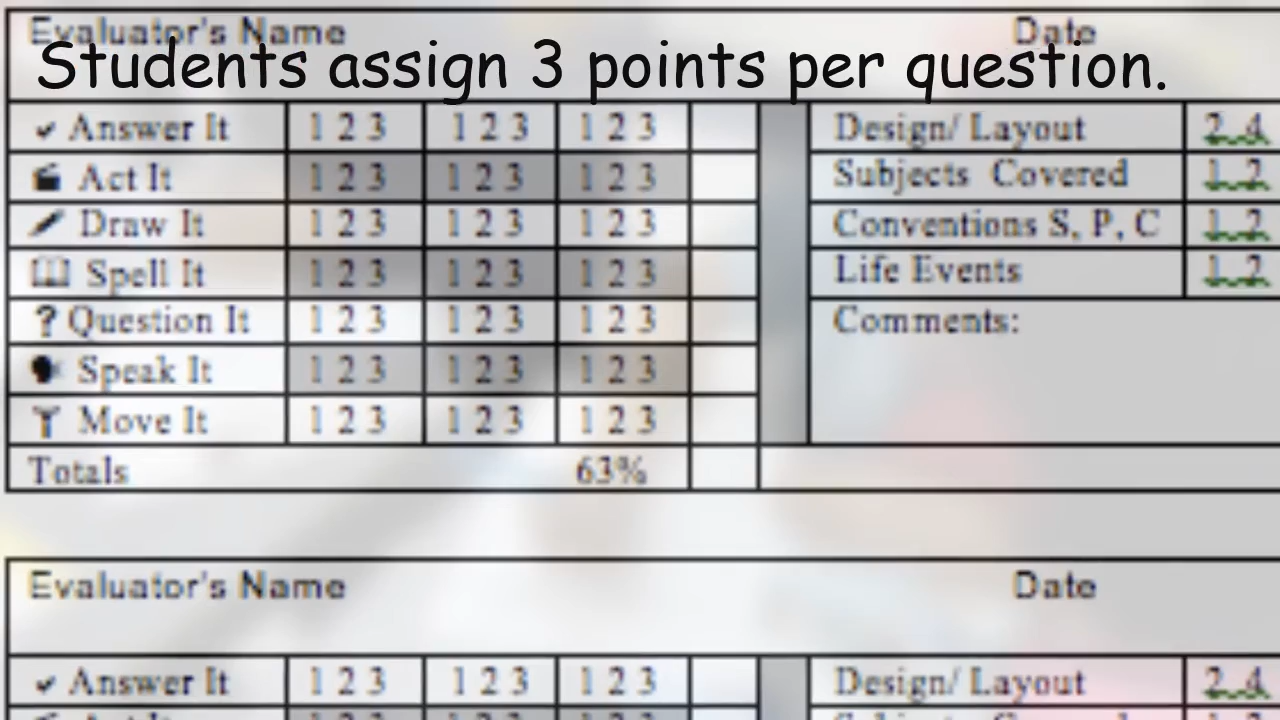 Evaluator's Name Date
Students assign 3 points per question.
Answer It 1 2 3 1 2 3 1 2 3 Design/ Layout 2 4
Act It 1 2 3 1 2 3 1 2 3 Subjects Covered 1 2
Draw It 1 2 3 1 2 3 1 2 3 Conventions S, P, C 1 2
Spell It 1 2 3 1 2 3 1 2 3 Life Events 1 2
? Question It 1 2 3 1 2 3 1 2 3 Comments:
Speak It 1 2 3 1 2 3 1 2 3
Move It 1 2 3 1 2 3 1 2 3
Totals 63%
Evaluator's Name Date
Answer It 1 2 3 1 2 3 1 2 3 Design/ Layout 2 4